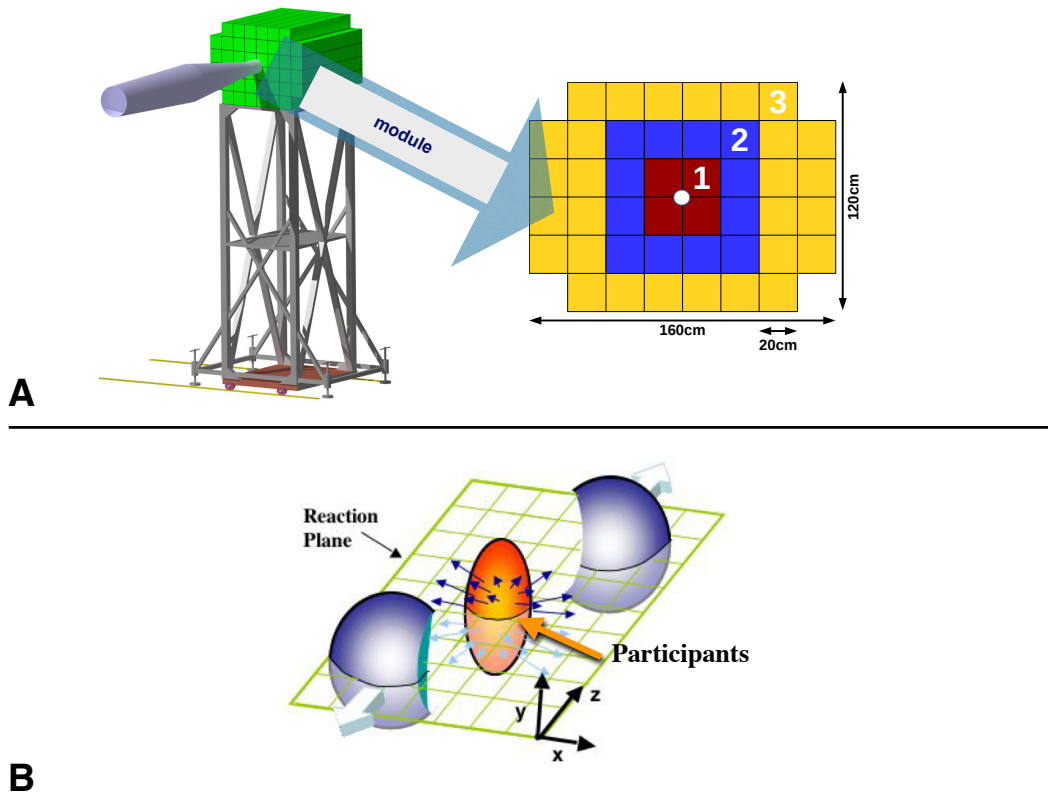 module
3
2
1
120cm
160cm
20cm
A
Reaction
Plane
Participants
y
z
x
B